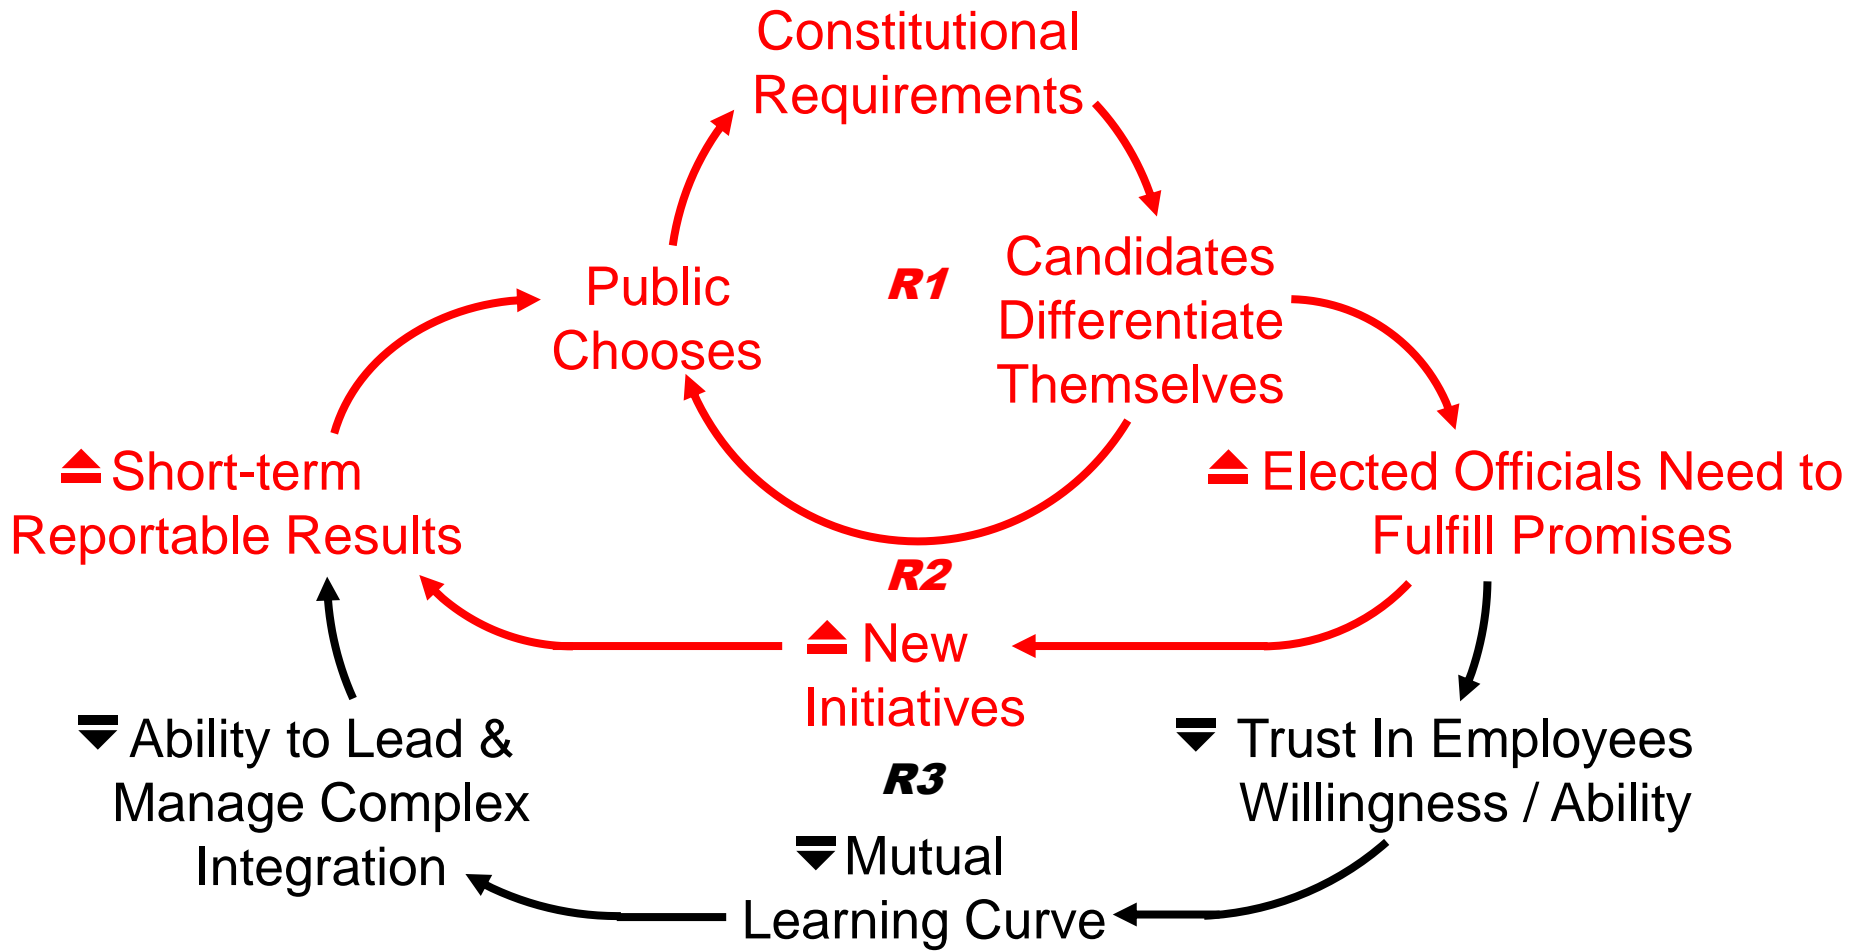 Constitutional
Requirements
Candidates
Differentiate
Themselves
R1
Public
Chooses
Short-term
Reportable Results
Elected Officials Need to
Fulfill Promises
R2
New
Initiatives
Ability to Lead &
Manage Complex
Integration
Trust In Employees
Willingness / Ability
R3
Mutual
Learning Curve